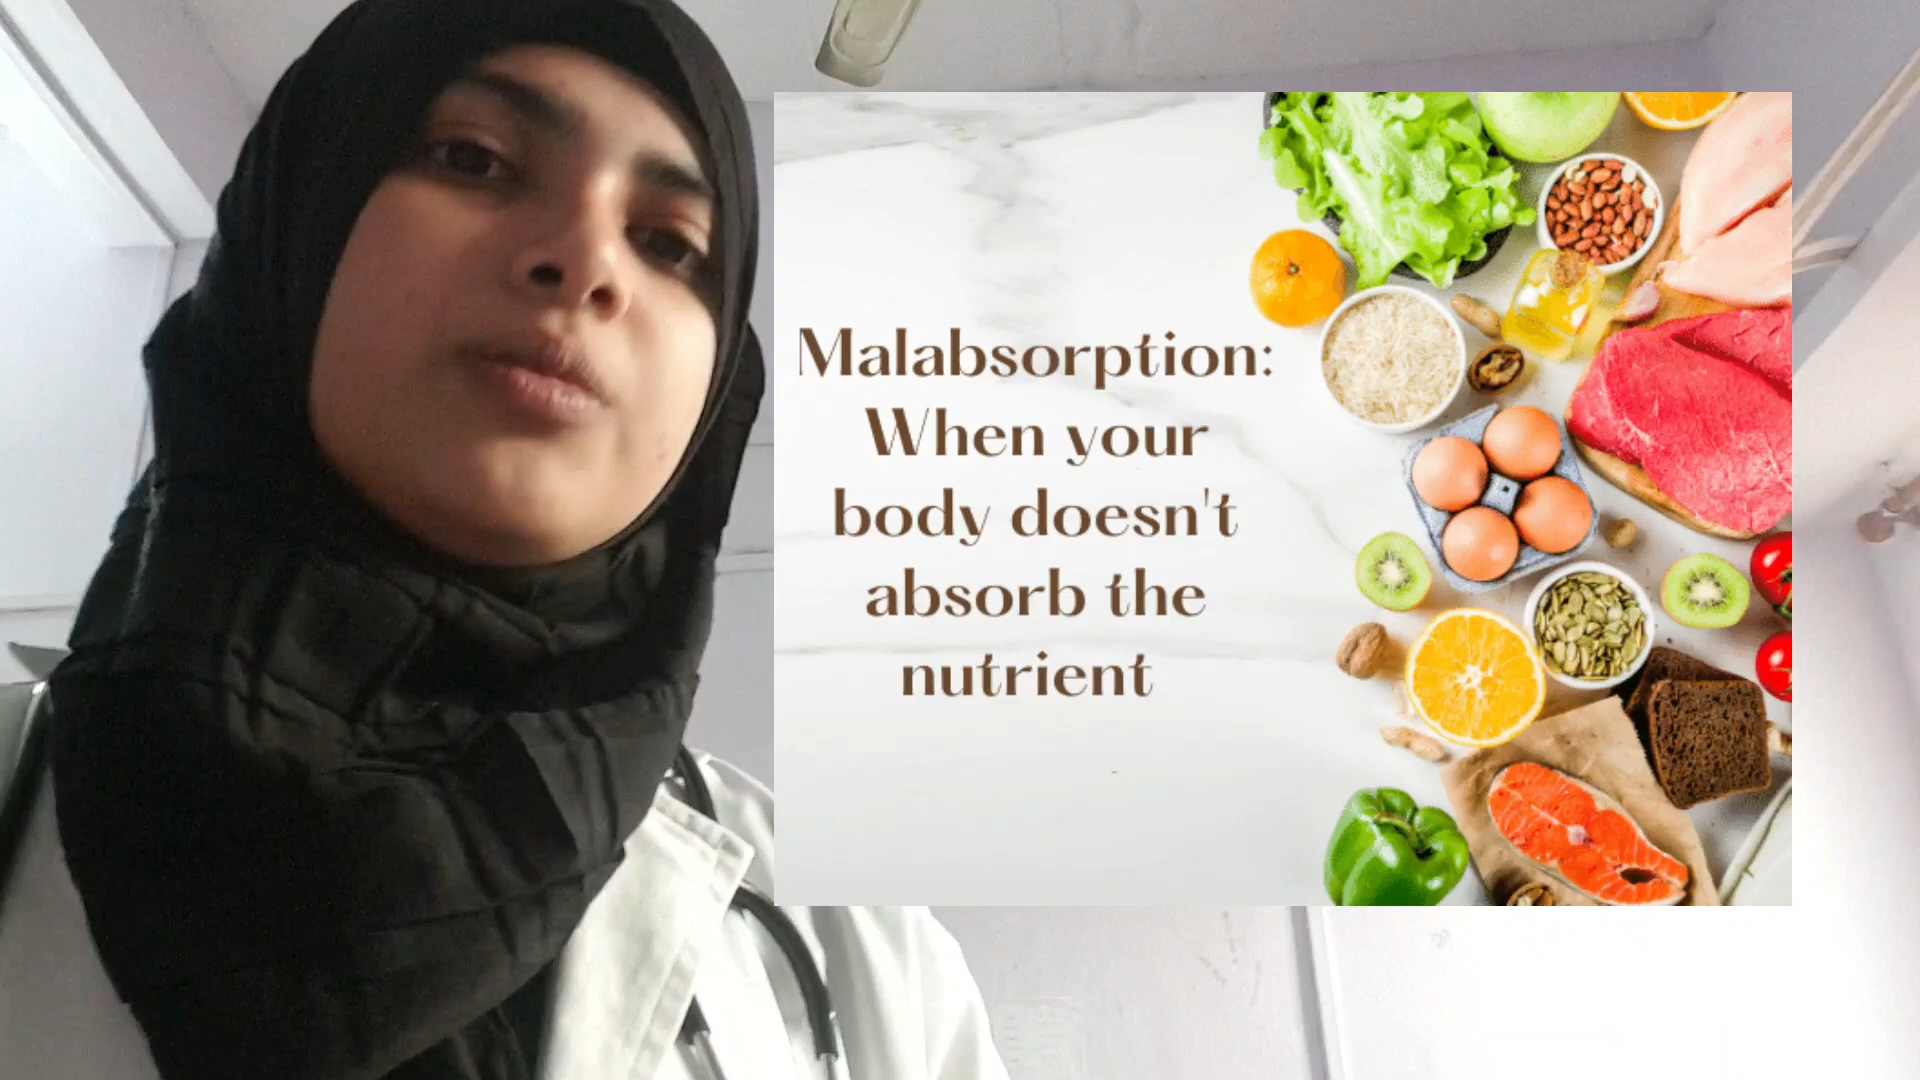 Malabsorption:
When your
body doesn't
absorb the
nutrient